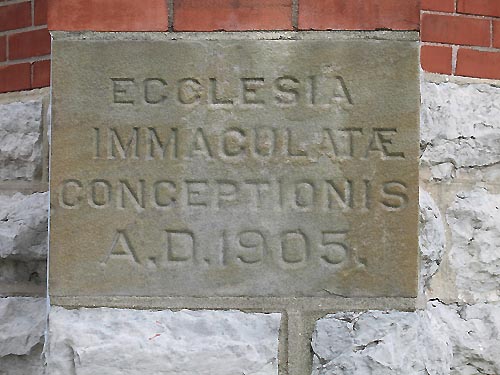 ECCLESIA
IMMACULATÆ
CONCEPTIONIS
A.D.1905.